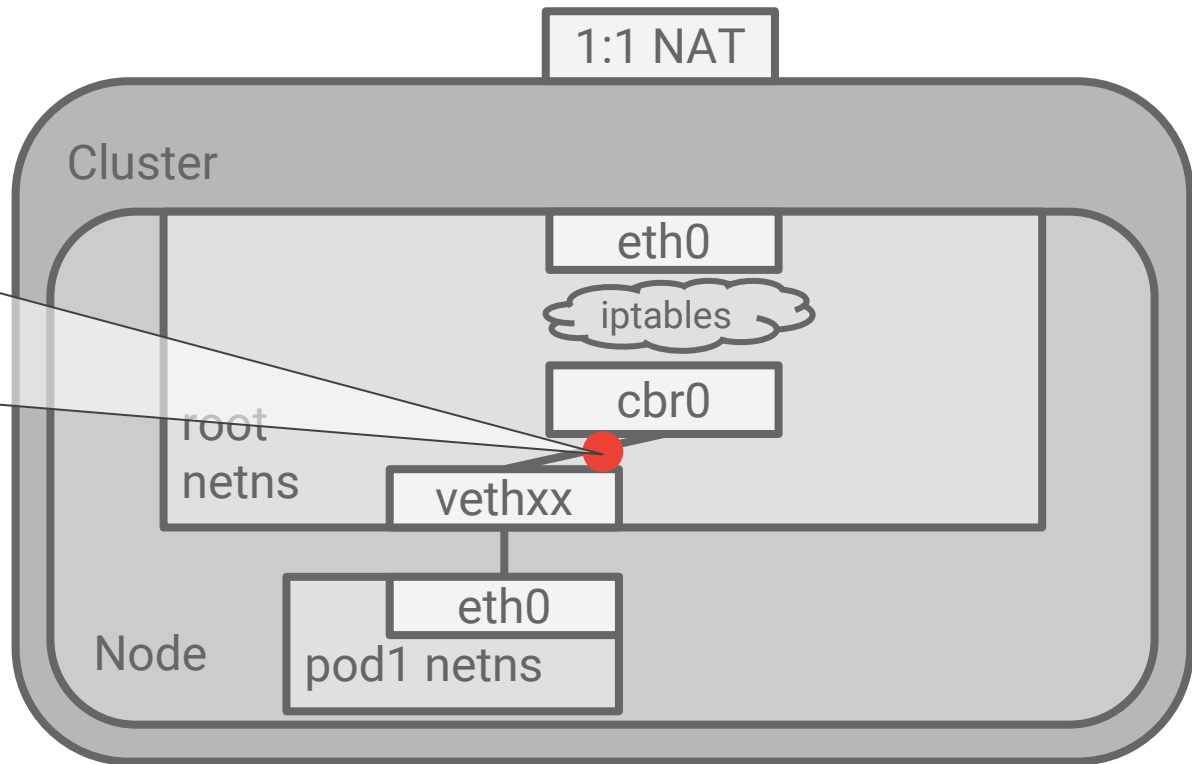 1:1 NAT
Cluster
eth0
iptables
cbr0
root
netns
vethxx
eth0
Node
pod1 netns